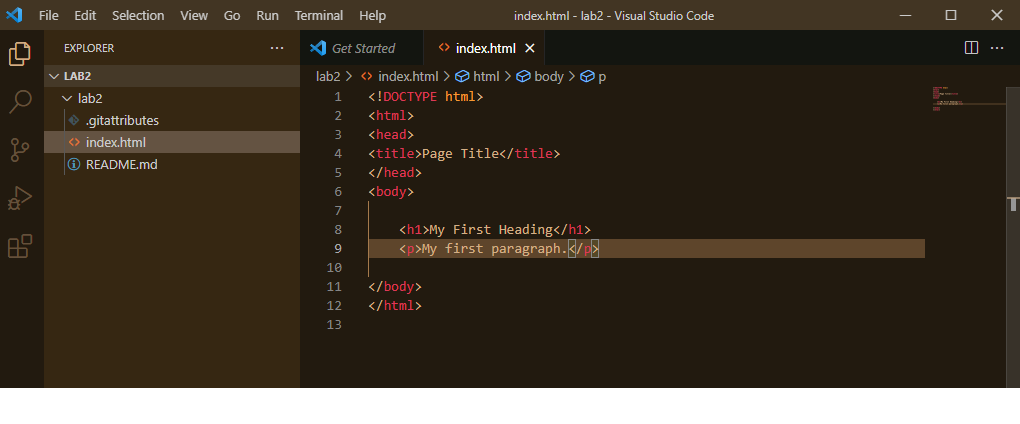 File Edit Selection View Go Run Terminal Help index.html - lab2 - Visual Studio Code
EXPLORER
LAB2
lab2
.gitattributes
index.html
README.md
Get Started index.html
lab2 > index.html > html > body > p
1 <!DOCTYPE html>
2 <html>
3 <head>
4 <title>Page Title</title>
5 </head>
6 <body>
7
8 <h1>My First Heading</h1>
9 <p>My first paragraph.</p>
10
11 </body>
12 </html>
13